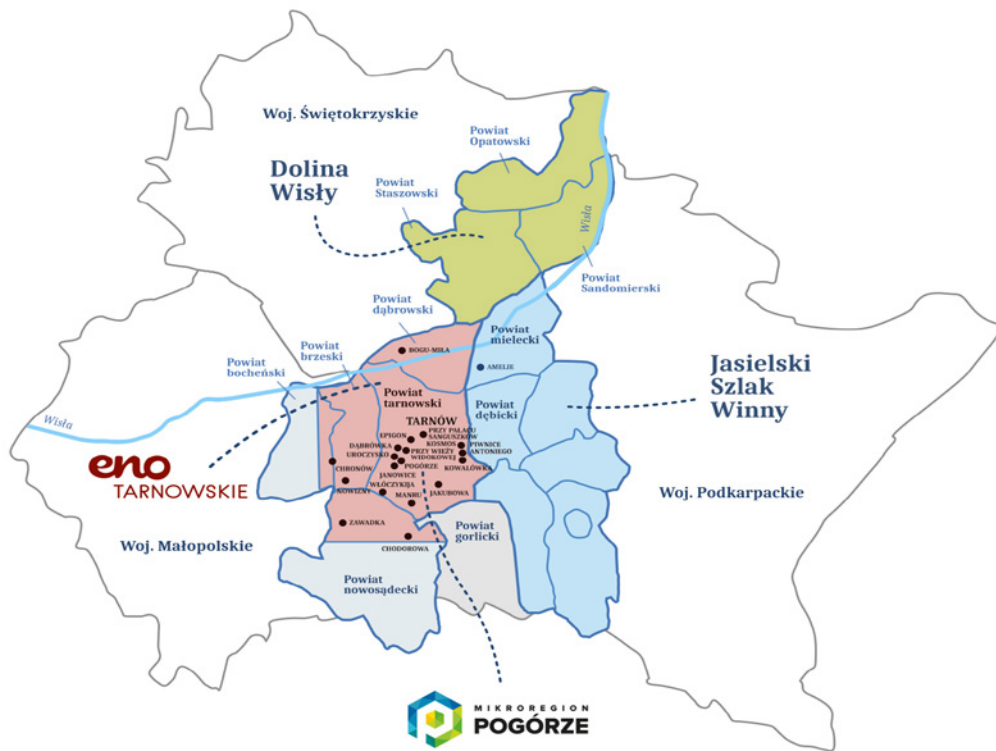 Woj. Świętokrzyskie
Powiat
Opatowski
Dolina
Wisły
Powiat
Staszowski
Wisła
Powiat
Sandomierski
Powiat
dąbrowski
Powiat
mielecki
Powiat
brzeski
Powiat
bocheński
BOGU-MIŁA
AMELIE
Jasielski
Szlak
Winny
Powiat
tarnowski
Powiat
dębicki
Wisła
TARNÓW
PRZY PAŁACU
SANGUSZKÓW
EPIGON
KOSMOS
PIWNICE
ANTONIEGO
DĄBRÓWKA
UROCZYSKO
PRZY WIEŻY
WIDOKOWEJ
POGÓRZE
KOWALÓWKA
CHRONÓW
JANOWICE
NOWIZNY
WŁÓCZYKIJA
JAKUBOWA
MANRU
eno
TARNOWSKIE
Woj. Podkarpackie
ZAWADKA
Woj. Małopolskie
CHODOROWA
Powiat
gorlicki
Powiat
nowosądecki
MIKROREGION
POGÓRZE